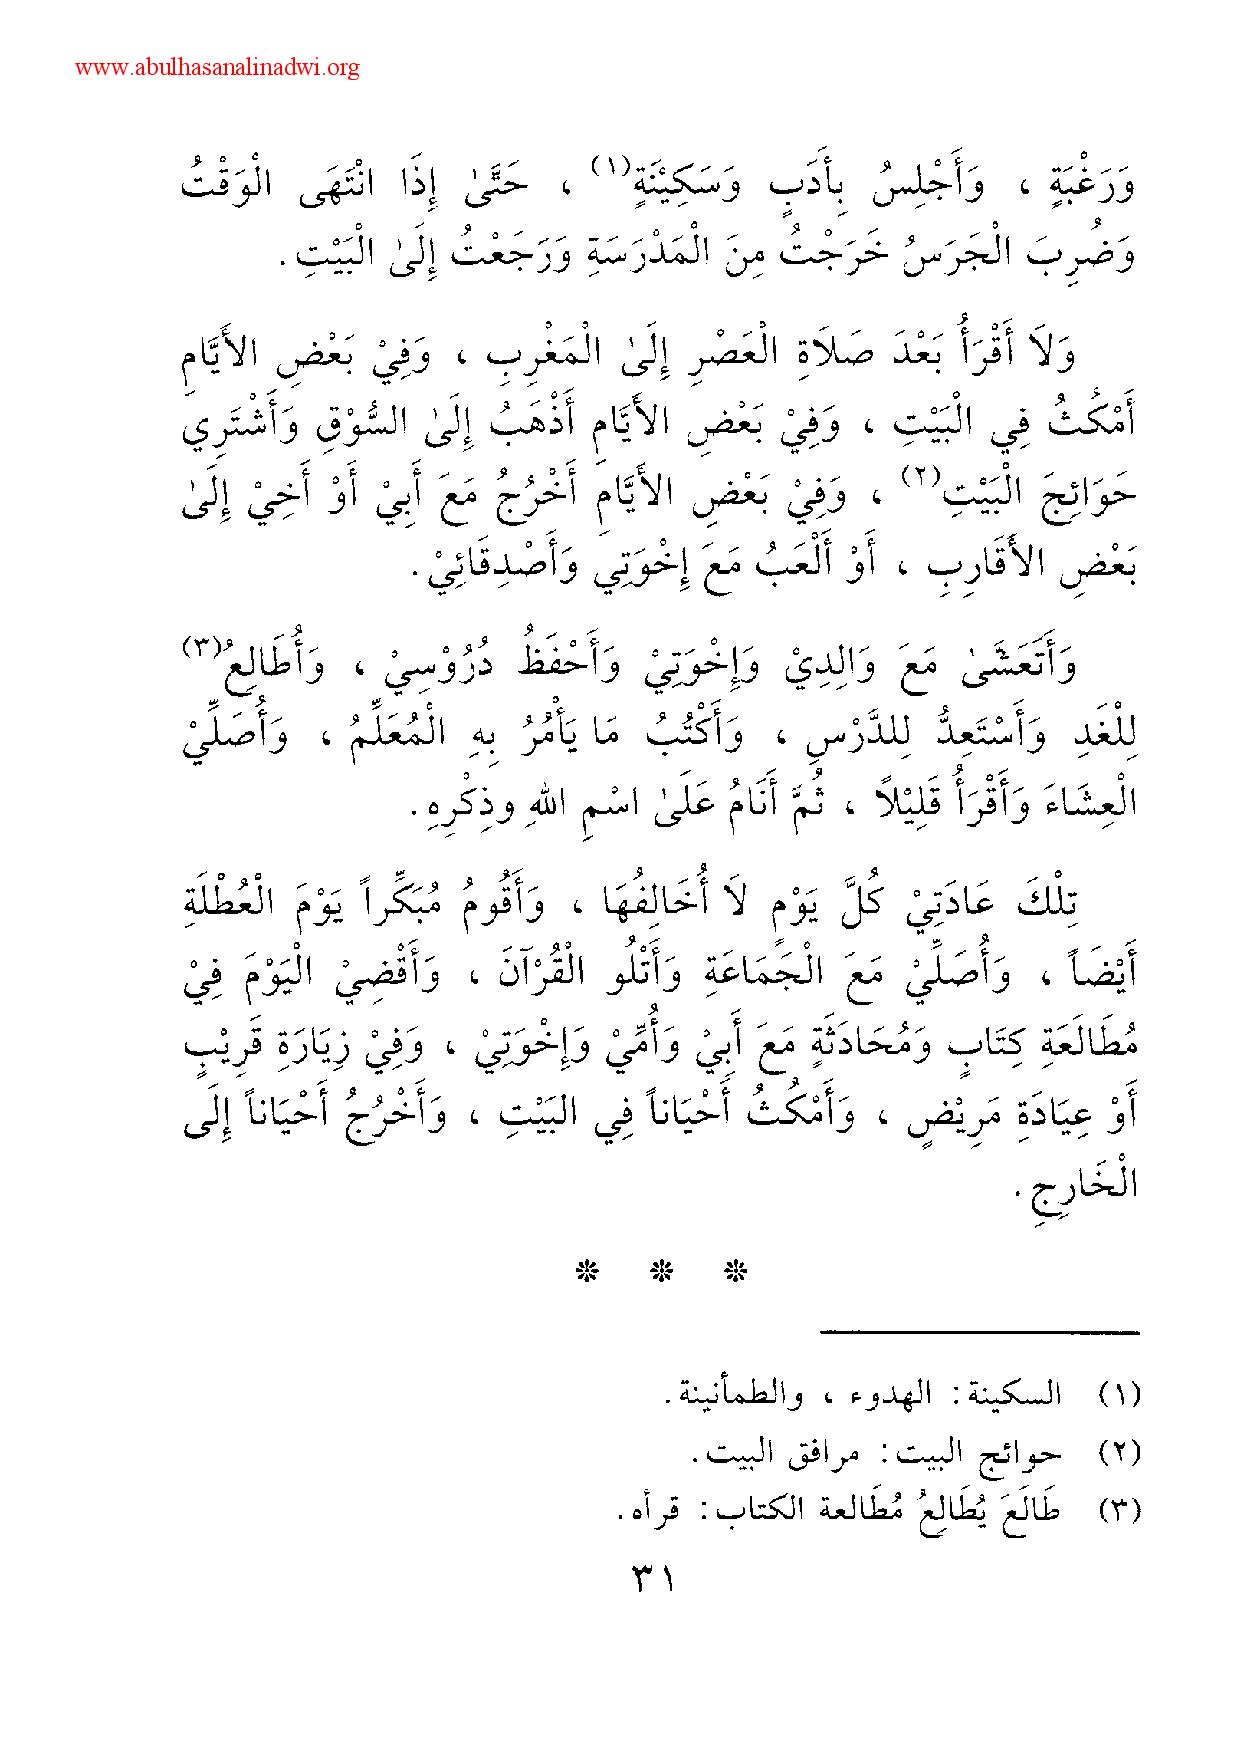 www.abulhasanalinadwi.org
وَرَغْبَةٍ ، وَأَجْلِسُ بِأَدَبٍ وَسَكِيْنَةٍ(١) ، حَتَّىٰ إِذَا انْتَهَى الْوَقْتُ
وَضُرِبَ الْجَرَسُ خَرَجْتُ مِنَ الْمَدْرَسَةِ وَرَجَعْتُ إِلَىٰ الْبَيْتِ .
وَلاَ أَقْرَأُ بَعْدَ صَلاَةِ الْعَصْرِ إِلَىٰ الْمَغْرِبِ ، وَفِيْ بَعْضِ الأَيَّامِ
أَمْكُثُ فِي الْبَيْتِ ، وَفِيْ بَعْضِ الأَيَّامِ أَذْهَبُ إِلَىٰ السُّوْقِ وَأَشْتَرِي
حَوَائِجَ الْبَيْتِ(٢) ، وَفِيْ بَعْضِ الأَيَّامِ أَخْرُجُ مَعَ أَبِيْ أَوْ أَخِيْ إِلَىٰ
بَعْضِ الأَقَارِبِ ، أَوْ أَلْعَبُ مَعَ إِخْوَتِي وَأَصْدِقَائِيْ .
وَأَتَعَشَّىٰ مَعَ وَالِدِيْ وَإِخْوَتِيْ وَأَحْفَظُ دُرُوْسِيْ ، وَأُطَالِعُ(٣)
لِلْغَدِ وَأَسْتَعِدُّ لِلدَّرْسِ ، وَأَكْتُبُ مَا يَأْمُرُ بِهِ الْمُعَلِّمُ ، وَأُصَلِّيْ
الْعِشَاءَ وَأَقْرَأُ قَلِيْلاً ، ثُمَّ أَنَامُ عَلَىٰ اسْمِ اللهِ وذِكْرِهِ .
تِلْكَ عَادَتِيْ كُلَّ يَوْمٍ لاَ أُخَالِفُهَا ، وَأَقُومُ مُبَكِّراً يَوْمَ الْعُطْلَةِ
أَيْضَاً ، وَأُصَلِّيْ مَعَ الْجَمَاعَةِ وَأَتْلُو الْقُرْآنَ ، وَأَقْضِيْ الْيَوْمَ فِيْ
مُطَالَعَةِ كِتَابٍ وَمُحَادَثَةٍ مَعَ أَبِيْ وَأُمِّيْ وَإِخْوَتِيْ ، وَفِيْ زِيَارَةِ قَرِيْبٍ
أَوْ عِيَادَةِ مَرِيْضٍ ، وَأَمْكُثُ أَحْيَاناً فِي البَيْتِ ، وَأَخْرُجُ أَحْيَاناً إِلَى
الْخَارِجِ .
* * *
(١) السكينة : الهدوء ، والطمأنينة .
(٢) حوائج البيت : مرافق البيت .
(٣) طَالَعَ يُطَالِعُ مُطَالعة الكتاب : قرأه .
٣١